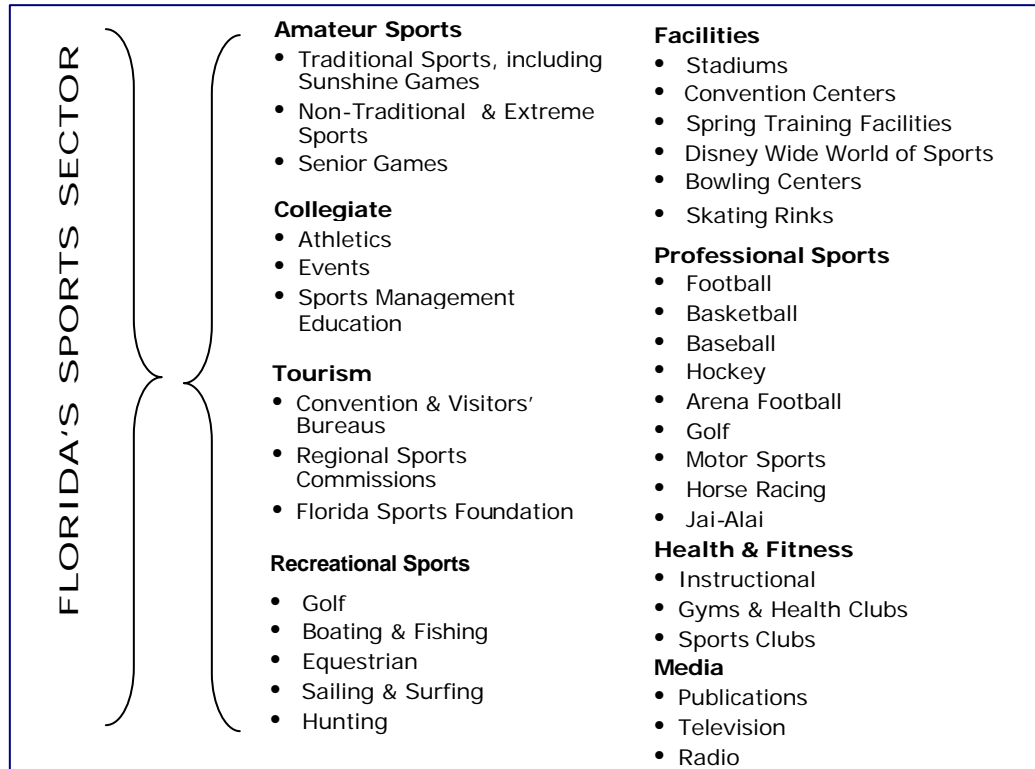 FLORIDA'S SPORTS SECTOR
Amateur Sports
• Traditional Sports, including
Sunshine Games
• Non-Traditional & Extreme
Sports
• Senior Games
Collegiate
• Athletics
• Events
• Sports Management
Education
Tourism
• Convention & Visitors'
Bureaus
• Regional Sports
Commissions
• Florida Sports Foundation
Recreational Sports
• Golf
• Boating & Fishing
• Equestrian
• Sailing & Surfing
• Hunting
Facilities
• Stadiums
• Convention Centers
• Spring Training Facilities
• Disney Wide World of Sports
• Bowling Centers
• Skating Rinks
Professional Sports
• Football
• Basketball
• Baseball
• Hockey
• Arena Football
• Golf
• Motor Sports
• Horse Racing
• Jai-Alai
Health & Fitness
• Instructional
• Gyms & Health Clubs
• Sports Clubs
Media
• Publications
• Television
• Radio